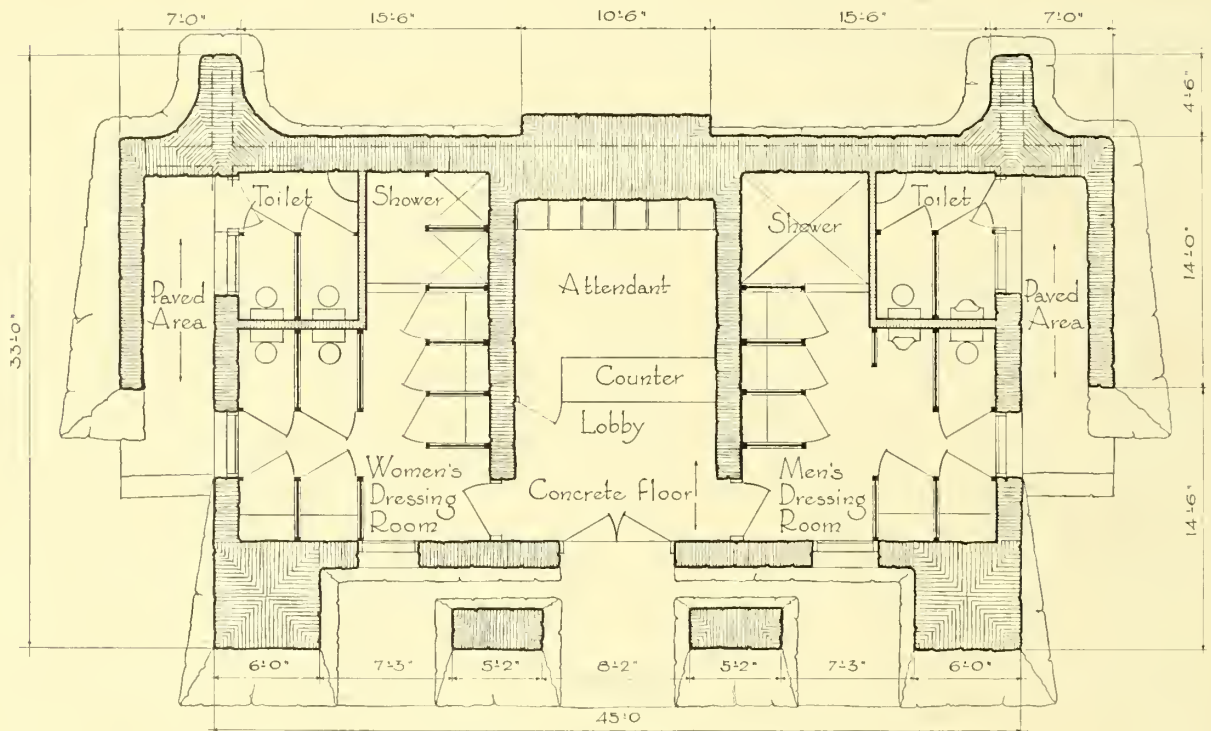 7'-0"
15'-6"
10'-6"
15'-6"
7'-0"
4'-6"
Toilet
Shower
Shower
Toilet
14'-0"
Paved
Area
Attendant
Paved
Area
33'-0"
Counter
Lobby
Women's
Dressing
Room
Concrete floor
Men's
Dressing
Room
14'-6"
6'-0"
7'-3"
5'-2"
8'-2"
5'-2"
7'-3"
6'-0"
45'-0